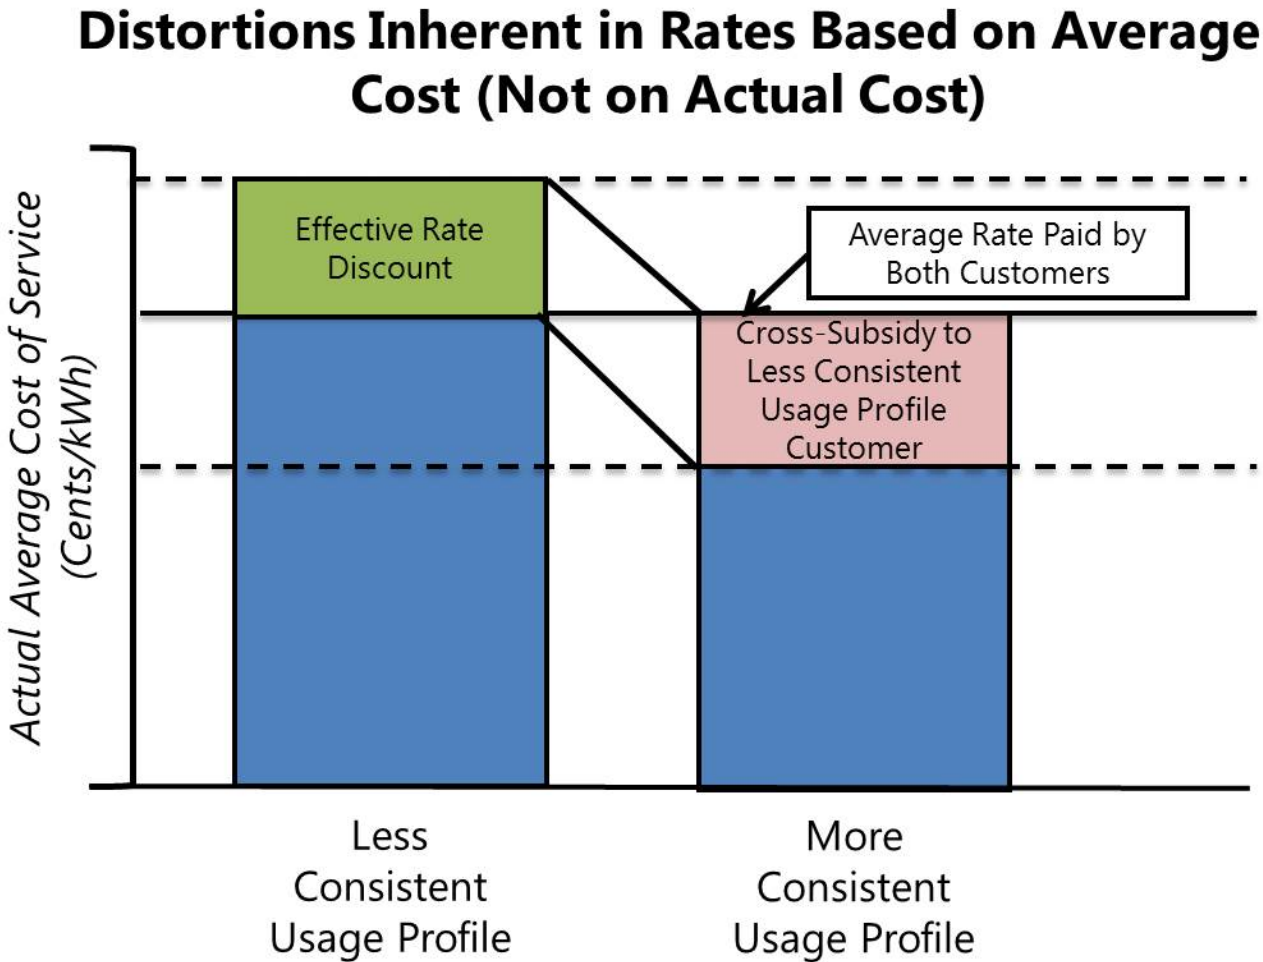 Distortions Inherent in Rates Based on Average
Cost (Not on Actual Cost)
Actual Average Cost of Service
(Cents/kWh)
Effective Rate
Discount
Average Rate Paid by
Both Customers
Cross-Subsidy to
Less Consistent
Usage Profile
Customer
Less
Consistent
Usage Profile
More
Consistent
Usage Profile